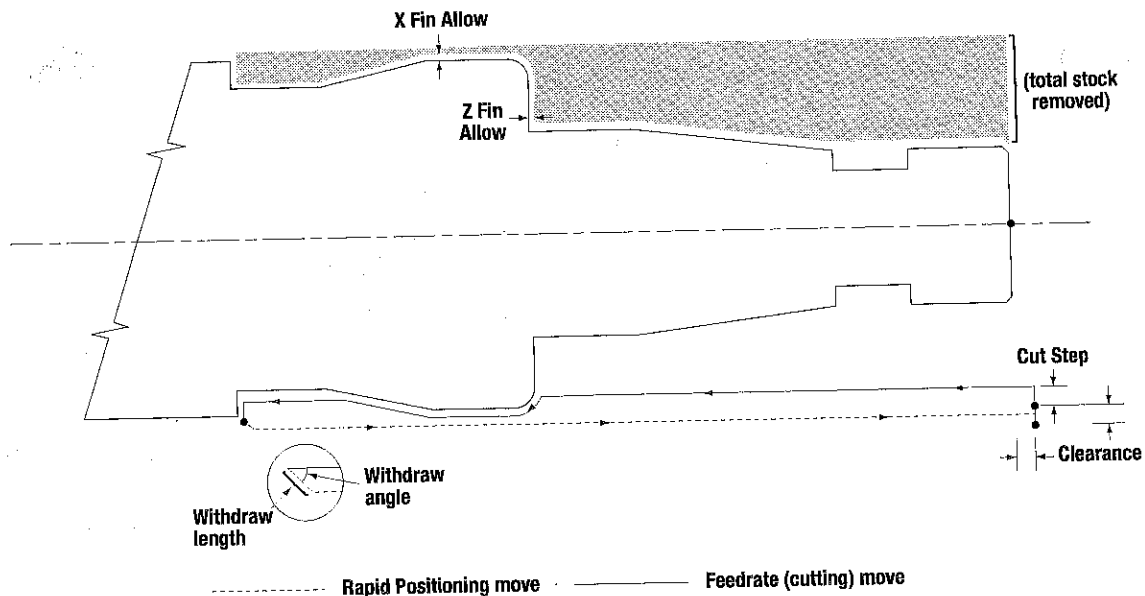 X Fin Allow
(total stock
removed)
Z Fin
Allow
Cut Step
Clearance
Withdraw
angle
Withdraw
length
Rapid Positioning move
Feedrate (cutting) move